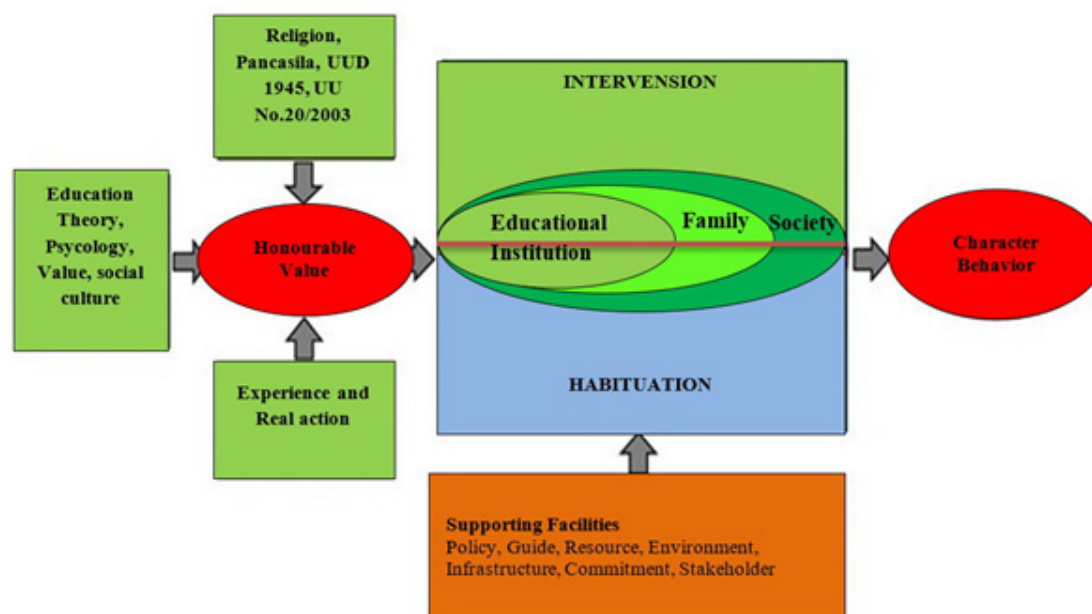 Religion,
Pancasila, UUD
1945, UU
No.20/2003
INTERVENSION
Education
Theory,
Psycology,
Value, social
culture
Honourable
Value
Educational
Institution
Family
Society
Character
Behavior
Experience and
Real action
HABITUATION
Supporting Facilities
Policy, Guide, Resource, Environment,
Infrastructure, Commitment, Stakeholder